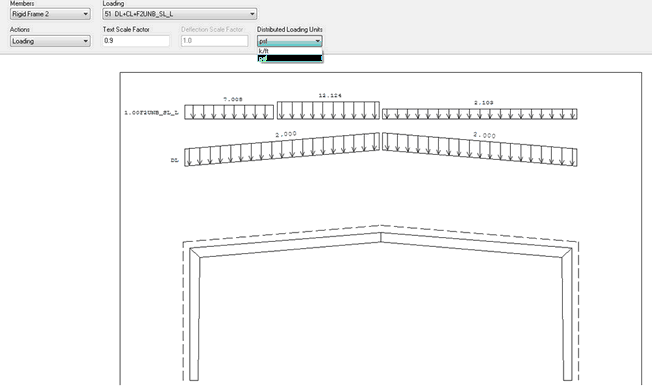 Members
Loading
Rigid Frame 2
51 DL+CL+F2UNB_SL_L
Actions
Text Scale Factor
Deflection Scale Factor
Distributed Loading Units
Loading
0.9
1.0
psf
k/ft
psf
7.008
12.124
2.103
1.00F2UNB_SL_L
2.000
2.000
DL